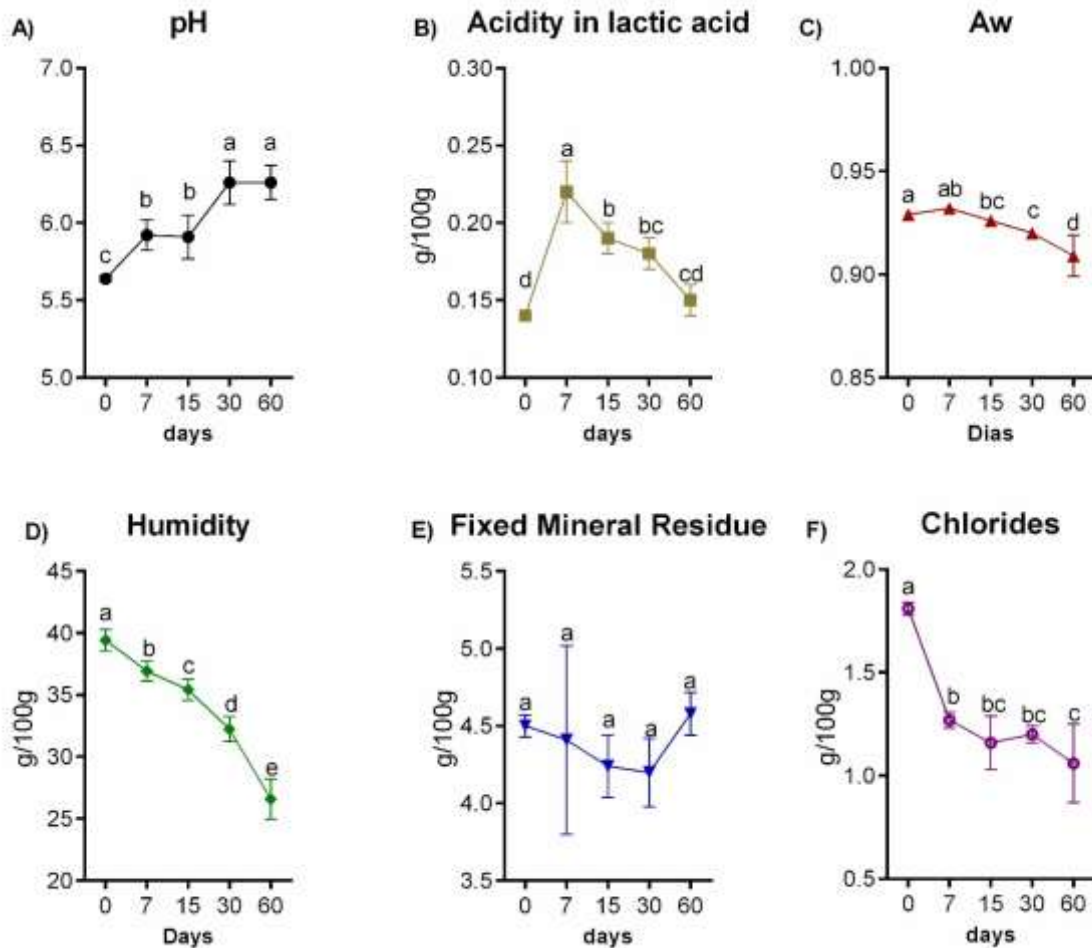 A) pH
7.0
6.5
6.0
5.5
5.0
c
b
b
a
a
0 7 15 30 60
days
B) Acidity in lactic acid
g/100g
0.30
0.25
0.20
0.15
0.10
d
a
b
bc
cd
0 7 15 30 60
days
C) Aw
1.00
0.95
0.90
0.85
a
ab
bc
c
d
0 7 15 30 60
Dias
D) Humidity
g/100g
45
40
35
30
25
20
a
b
c
d
e
0 7 15 30 60
Days
E) Fixed Mineral Residue
g/100g
5.5
5.0
4.5
4.0
3.5
a
a
a
a
a
0 7 15 30 60
days
F) Chlorides
g/100g
2.0
1.5
1.0
0.5
a
b
bc
bc
c
0 7 15 30 60
days